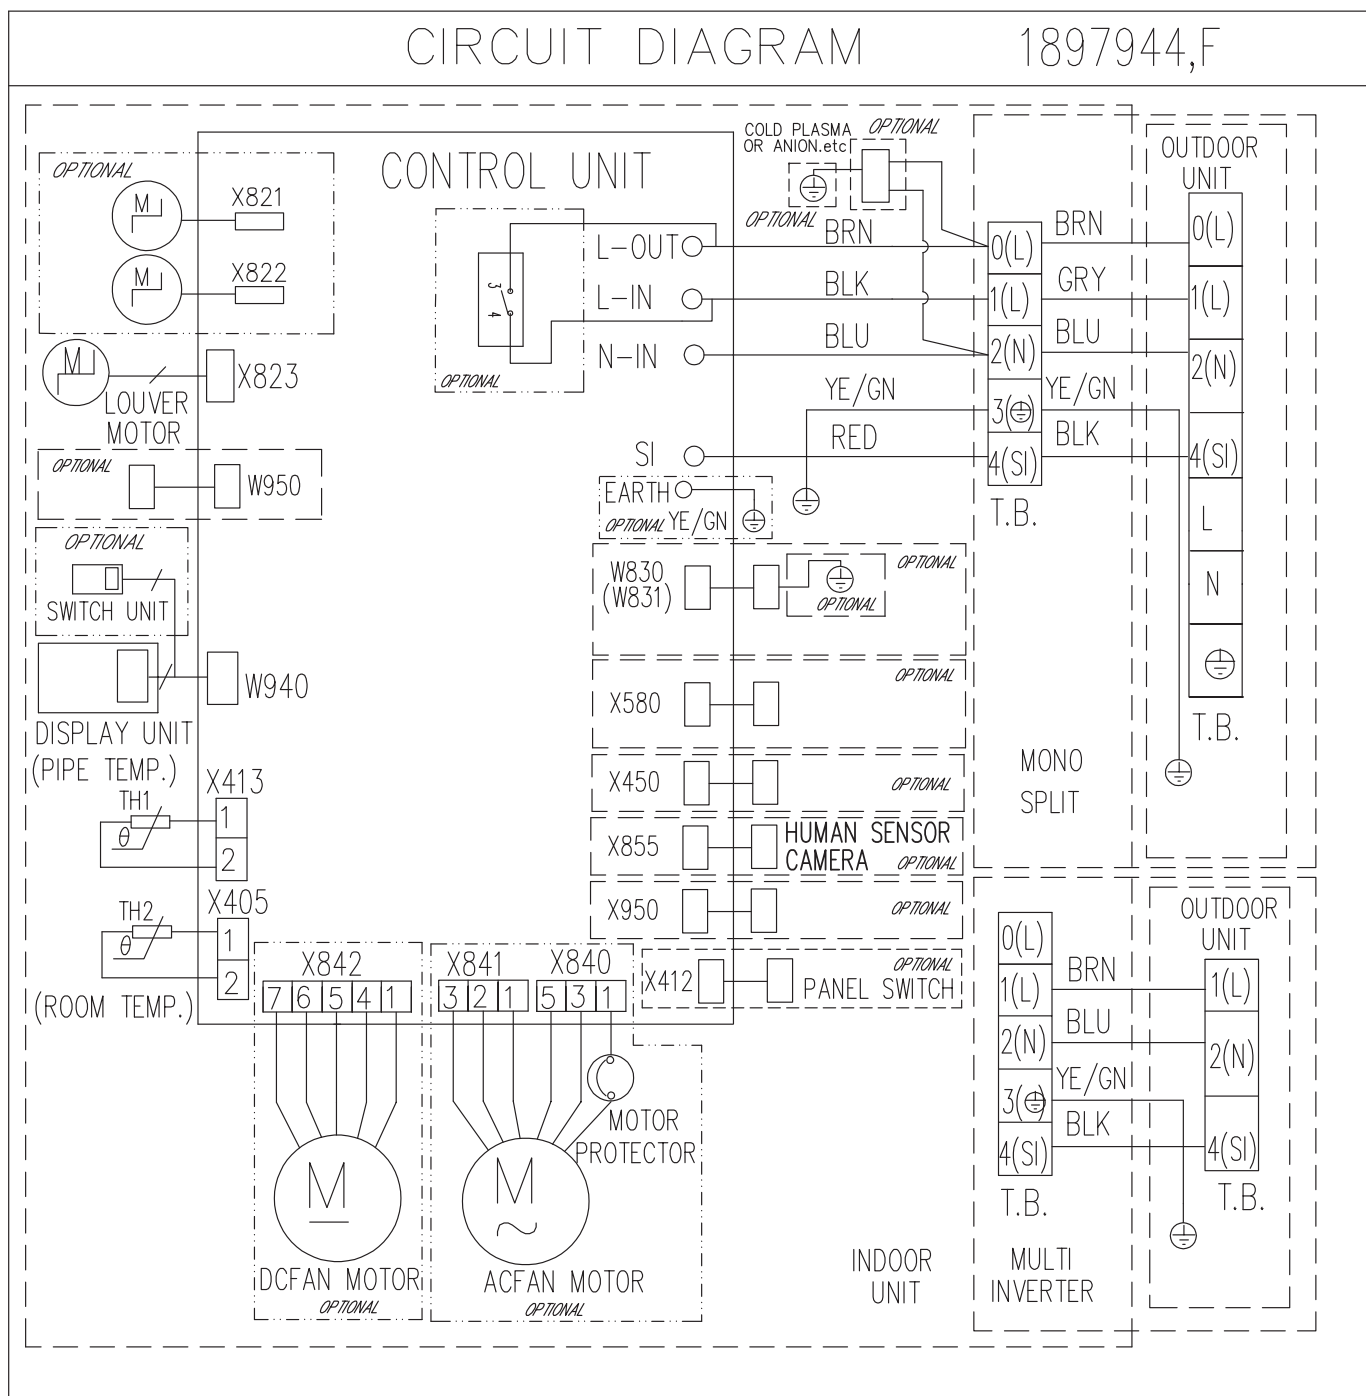 CIRCUIT DIAGRAM 1897944,F
OPTIONAL
M
X821
M
X822
M
X823
LOUVER
MOTOR
OPTIONAL
W950
OPTIONAL
SWITCH UNIT
W940
DISPLAY UNIT
(PIPE TEMP.)
X413
TH1
θ
1
2
X405
TH2
θ
1
2
(ROOM TEMP.)
CONTROL UNIT
3
4
OPTIONAL
L-OUT
L-IN
N-IN
SI
EARTH
OPTIONAL YE/GN
COLD PLASMA
OR ANION.etc
OPTIONAL
OPTIONAL
BRN
BLK
BLU
YE/GN
RED
0(L)
1(L)
2(N)
3(⏚)
4(SI)
T.B.
BRN
GRY
BLU
YE/GN
BLK
OUTDOOR
UNIT
0(L)
1(L)
2(N)
4(SI)
L
N
T.B.
MONO
SPLIT
W830
(W831)
OPTIONAL
OPTIONAL
X580
OPTIONAL
X450
OPTIONAL
X855
HUMAN SENSOR
CAMERA OPTIONAL
X950
OPTIONAL
X412
OPTIONAL
PANEL SWITCH
X842
7 6 5 4 1
M
DCFAN MOTOR
OPTIONAL
X841 X840
3 2 1 5 3 1
MOTOR
PROTECTOR
M
ACFAN MOTOR
OPTIONAL
INDOOR
UNIT
0(L)
1(L)
2(N)
3(⏚)
4(SI)
T.B.
MULTI
INVERTER
BRN
BLU
YE/GN
BLK
OUTDOOR
UNIT
1(L)
2(N)
4(SI)
T.B.